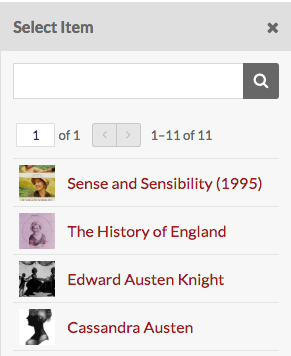 Select Item
1 of 1 1–11 of 11
Sense and Sensibility (1995)
The History of England
Edward Austen Knight
Cassandra Austen